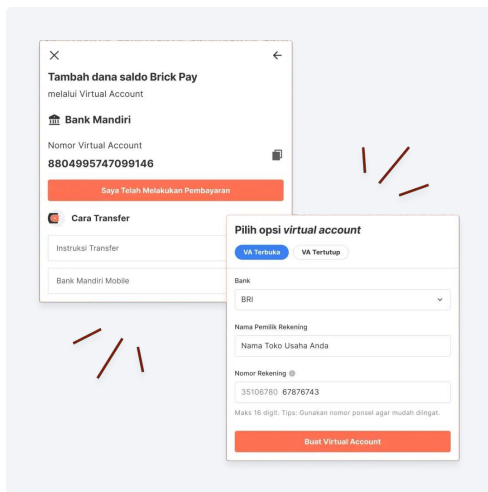 Tambah dana saldo Brick Pay
melalui Virtual Account
Bank Mandiri
Nomor Virtual Account
8804995747099146
Saya Telah Melakukan Pembayaran
Cara Transfer
Instruksi Transfer
Bank Mandiri Mobile
Pilih opsi virtual account
VA Terbuka VA Tertutup
Bank
BRI
Nama Pemilik Rekening
Nama Toko Usaha Anda
Nomor Rekening
35106780 67876743
Maks 16 digit. Tips: Gunakan nomor ponsel agar mudah diingat.
Buat Virtual Account